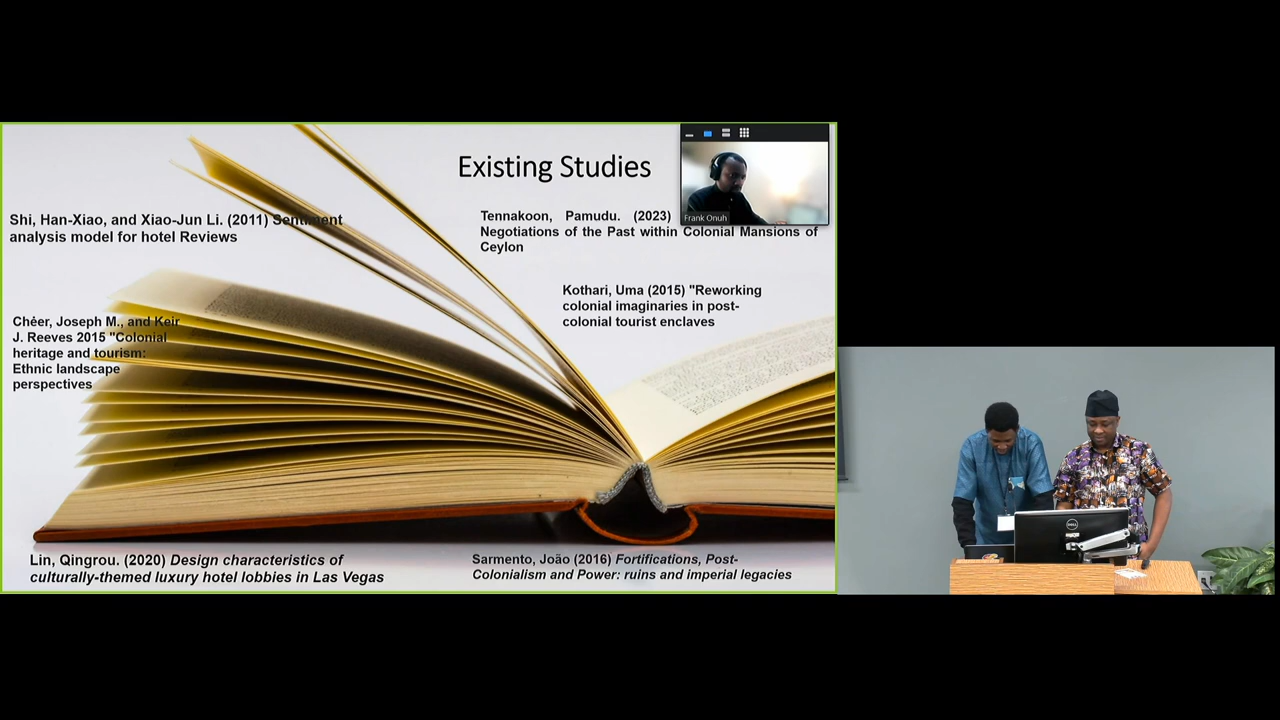 Existing Studies
Frank Onuh
Shi, Han-Xiao, and Xiao-Jun Li. (2011) Sentiment
analysis model for hotel Reviews
Tennakoon, Pamudu. (2023)
Negotiations of the Past within Colonial Mansions of
Ceylon
Kothari, Uma (2015) "Reworking
colonial imaginaries in post-
colonial tourist enclaves
Cheer, Joseph M., and Keir
J. Reeves 2015 "Colonial
heritage and tourism:
Ethnic landscape
perspectives
Lin, Qingrou. (2020) Design characteristics of
culturally-themed luxury hotel lobbies in Las Vegas
Sarmento, João (2016) Fortifications, Post-
Colonialism and Power: ruins and imperial legacies
DELL